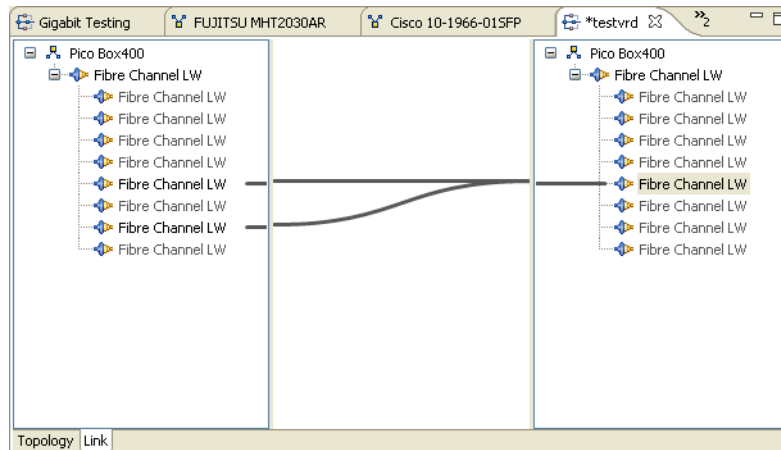 Gigabit Testing FUJITSU MHT2030AR Cisco 10-1966-01SFP *testvrd »2
Pico Box400
Fibre Channel LW
Fibre Channel LW
Fibre Channel LW
Fibre Channel LW
Fibre Channel LW
Fibre Channel LW
Fibre Channel LW
Fibre Channel LW
Fibre Channel LW
Pico Box400
Fibre Channel LW
Fibre Channel LW
Fibre Channel LW
Fibre Channel LW
Fibre Channel LW
Fibre Channel LW
Fibre Channel LW
Fibre Channel LW
Fibre Channel LW
Topology Link